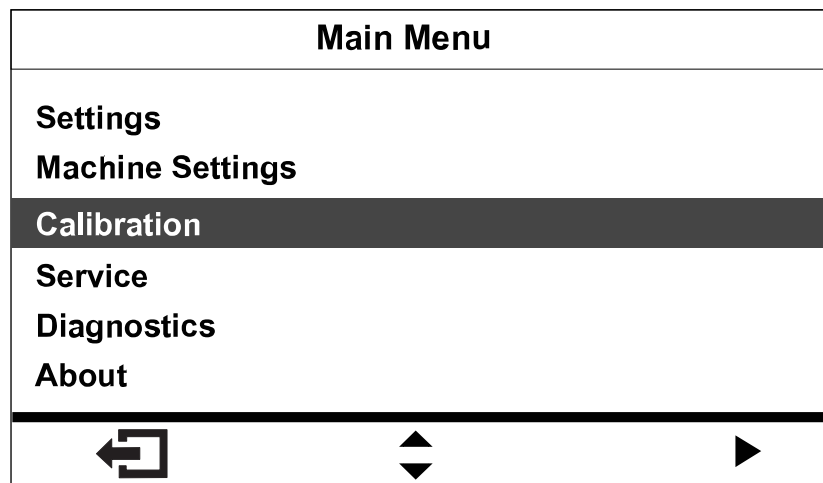 Main Menu
Settings
Machine Settings
Calibration
Service
Diagnostics
About